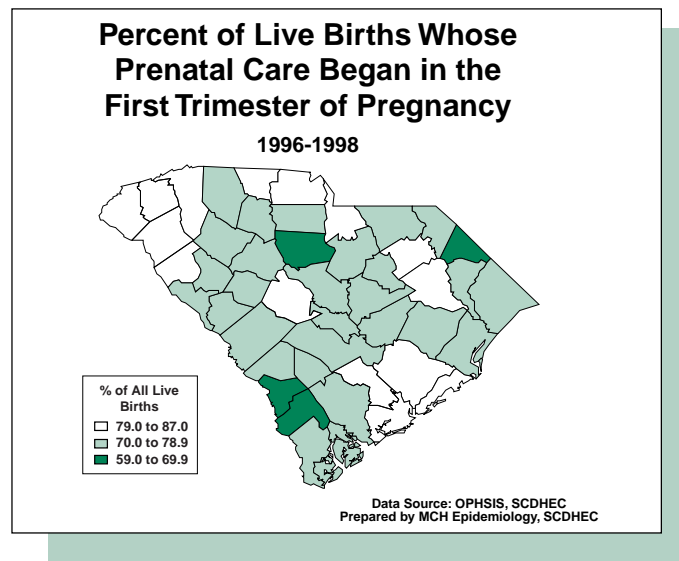 Percent of Live Births Whose
Prenatal Care Began in the
First Trimester of Pregnancy
1996-1998
% of All Live
Births
79.0 to 87.0
70.0 to 78.9
59.0 to 69.9
Data Source: OPHSIS, SCDHEC
Prepared by MCH Epidemiology, SCDHEC